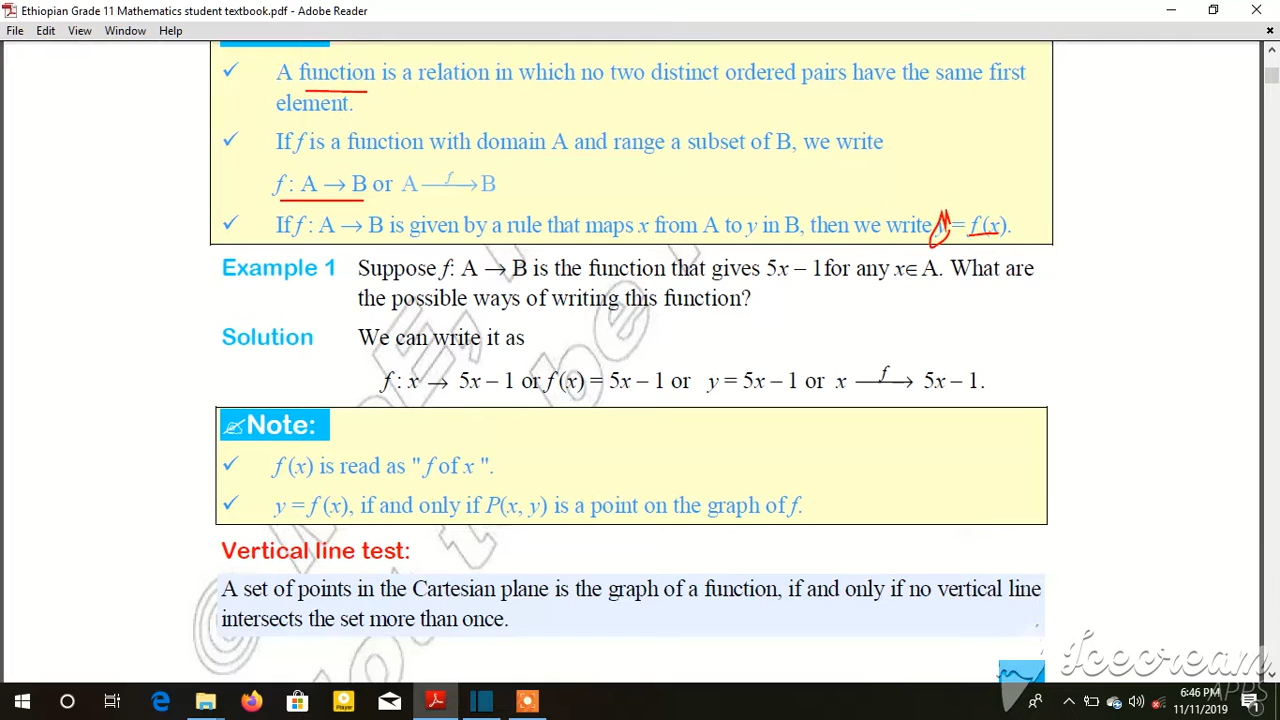 Ethiopian Grade 11 Mathematics student textbook.pdf - Adobe Reader
File Edit View Window Help
✓ A function is a relation in which no two distinct ordered pairs have the same first
element.
✓ If f is a function with domain A and range a subset of B, we write
f : A → B or A —f→ B
✓ If f : A → B is given by a rule that maps x from A to y in B, then we write y = f (x).
Example 1 Suppose f: A → B is the function that gives 5x – 1for any x∈ A. What are
the possible ways of writing this function?
Solution We can write it as
f : x → 5x – 1 or f (x) = 5x – 1 or y = 5x – 1 or x —f→ 5x – 1.
Note:
✓ f (x) is read as " f of x ".
✓ y = f (x), if and only if P(x, y) is a point on the graph of f.
Vertical line test:
A set of points in the Cartesian plane is the graph of a function, if and only if no vertical line
intersects the set more than once.
Icecream
APPS
Player
6:46 PM
11/11/2019